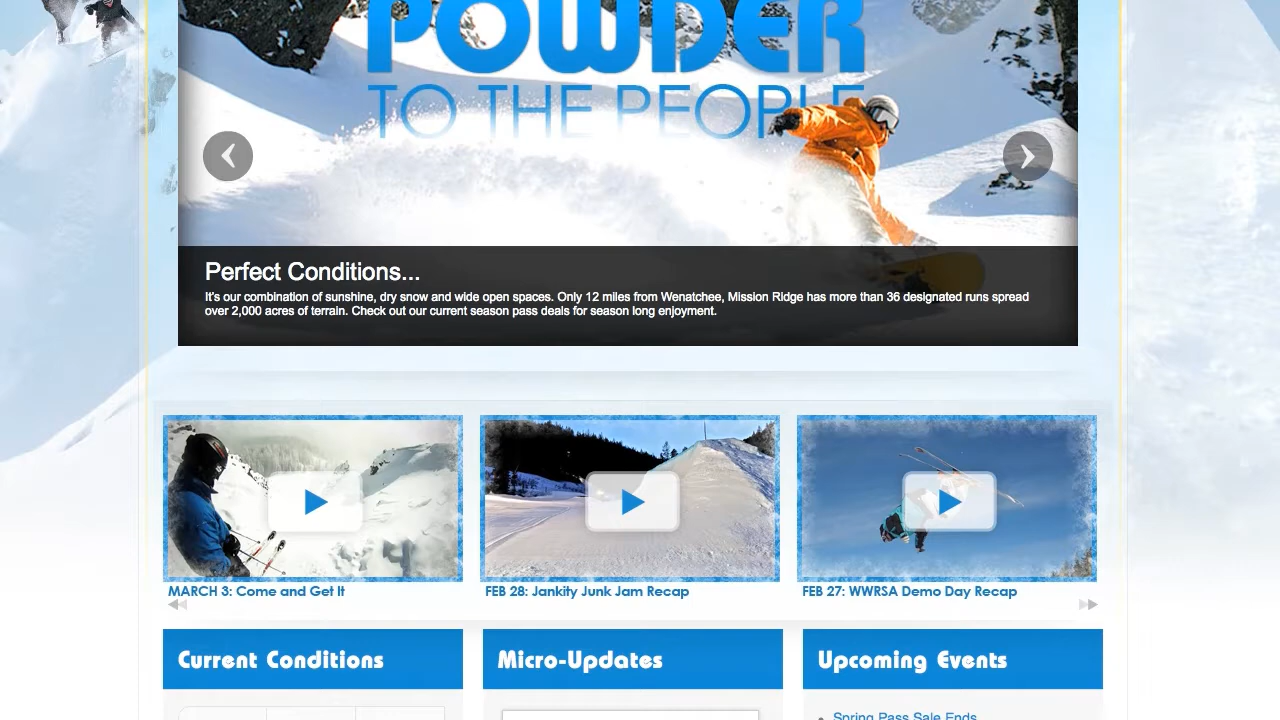 POWDER
TO THE PEOPLE
Perfect Conditions...
It's our combination of sunshine, dry snow and wide open spaces. Only 12 miles from Wenatchee, Mission Ridge has more than 36 designated runs spread
over 2,000 acres of terrain. Check out our current season pass deals for season long enjoyment.
MARCH 3: Come and Get It
FEB 28: Jankity Junk Jam Recap
FEB 27: WWRSA Demo Day Recap
Current Conditions
Micro-Updates
Upcoming Events
Spring Pass Sale Ends